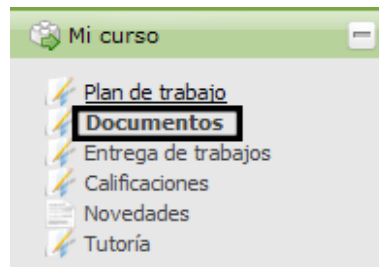 Mi curso
Plan de trabajo
Documentos
Entrega de trabajos
Calificaciones
Novedades
Tutoría